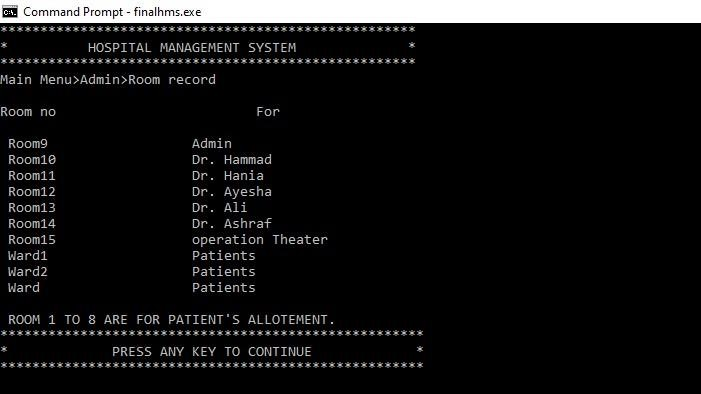 Command Prompt - finalhms.exe
****************************************************
* HOSPITAL MANAGEMENT SYSTEM *
****************************************************
Main Menu>Admin>Room record
Room no For
Room9 Admin
Room10 Dr. Hammad
Room11 Dr. Hania
Room12 Dr. Ayesha
Room13 Dr. Ali
Room14 Dr. Ashraf
Room15 operation Theater
Ward1 Patients
Ward2 Patients
Ward Patients
ROOM 1 TO 8 ARE FOR PATIENT'S ALLOTEMENT.
*****************************************************
* PRESS ANY KEY TO CONTINUE *
*****************************************************